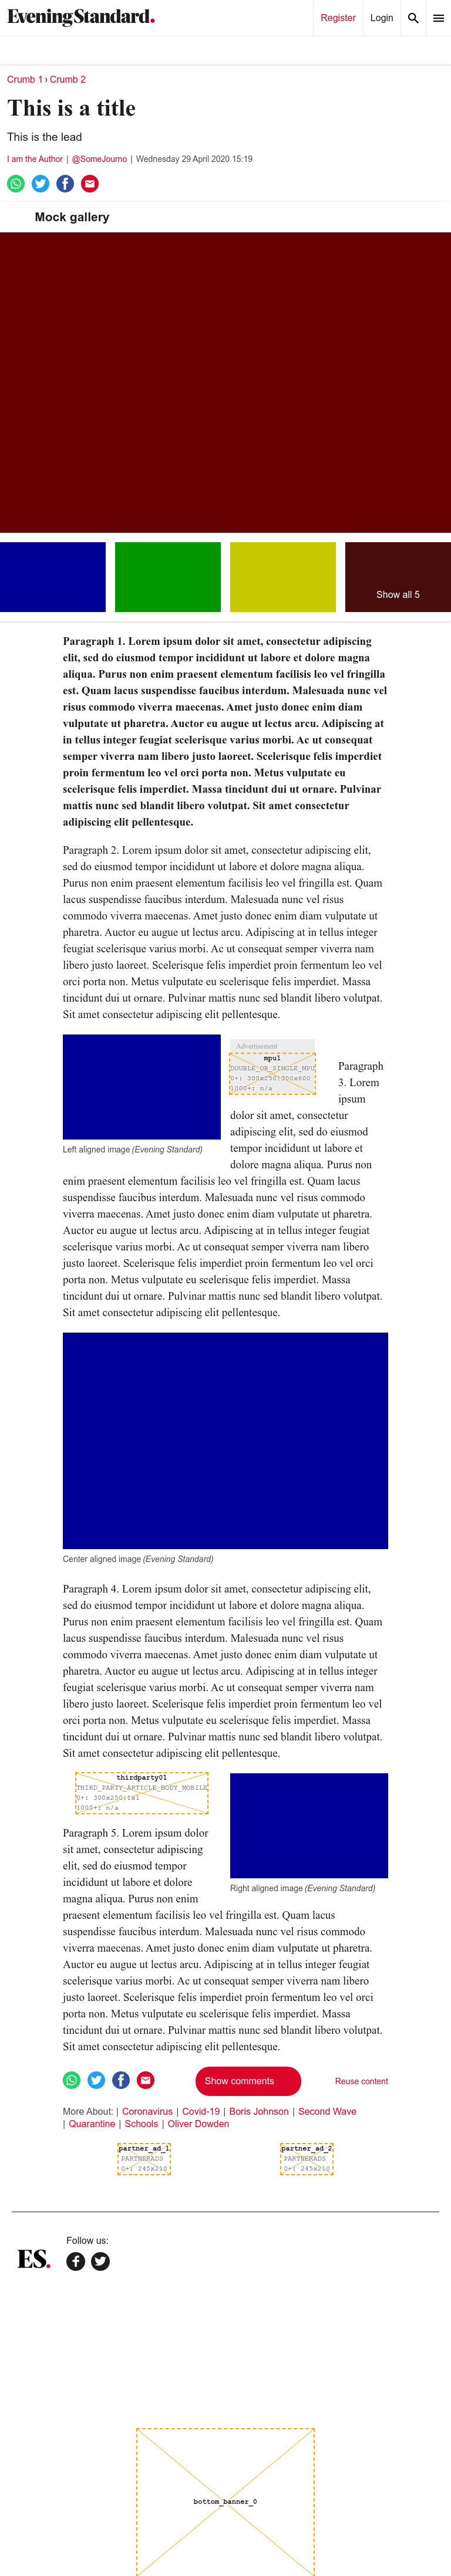 Evening Standard.
Register
Login
Crumb 1 › Crumb 2
This is a title
This is the lead
I am the Author | @SomeJourno | Wednesday 29 April 2020 15:19
Mock gallery
Show all 5
Paragraph 1. Lorem ipsum dolor sit amet, consectetur adipiscing
elit, sed do eiusmod tempor incididunt ut labore et dolore magna
aliqua. Purus non enim praesent elementum facilisis leo vel fringilla
est. Quam lacus suspendisse faucibus interdum. Malesuada nunc vel
risus commodo viverra maecenas. Amet justo donec enim diam
vulputate ut pharetra. Auctor eu augue ut lectus arcu. Adipiscing at
in tellus integer feugiat scelerisque varius morbi. Ac ut consequat
semper viverra nam libero justo laoreet. Scelerisque felis imperdiet
proin fermentum leo vel orci porta non. Metus vulputate eu
scelerisque felis imperdiet. Massa tincidunt dui ut ornare. Pulvinar
mattis nunc sed blandit libero volutpat. Sit amet consectetur
adipiscing elit pellentesque.
Paragraph 2. Lorem ipsum dolor sit amet, consectetur adipiscing elit,
sed do eiusmod tempor incididunt ut labore et dolore magna aliqua.
Purus non enim praesent elementum facilisis leo vel fringilla est. Quam
lacus suspendisse faucibus interdum. Malesuada nunc vel risus
commodo viverra maecenas. Amet justo donec enim diam vulputate ut
pharetra. Auctor eu augue ut lectus arcu. Adipiscing at in tellus integer
feugiat scelerisque varius morbi. Ac ut consequat semper viverra nam
libero justo laoreet. Scelerisque felis imperdiet proin fermentum leo vel
orci porta non. Metus vulputate eu scelerisque felis imperdiet. Massa
tincidunt dui ut ornare. Pulvinar mattis nunc sed blandit libero volutpat.
Sit amet consectetur adipiscing elit pellentesque.
Left aligned image (Evening Standard)
Advertisement
mpu1
DOUBLE_OR_SINGLE_MPU
0+: 300x250|300x600
1000+: n/a
Paragraph
3. Lorem
ipsum
dolor sit amet, consectetur
adipiscing elit, sed do eiusmod
tempor incididunt ut labore et
dolore magna aliqua. Purus non
enim praesent elementum facilisis leo vel fringilla est. Quam lacus
suspendisse faucibus interdum. Malesuada nunc vel risus commodo
viverra maecenas. Amet justo donec enim diam vulputate ut pharetra.
Auctor eu augue ut lectus arcu. Adipiscing at in tellus integer feugiat
scelerisque varius morbi. Ac ut consequat semper viverra nam libero
justo laoreet. Scelerisque felis imperdiet proin fermentum leo vel orci
porta non. Metus vulputate eu scelerisque felis imperdiet. Massa
tincidunt dui ut ornare. Pulvinar mattis nunc sed blandit libero volutpat.
Sit amet consectetur adipiscing elit pellentesque.
Center aligned image (Evening Standard)
Paragraph 4. Lorem ipsum dolor sit amet, consectetur adipiscing elit,
sed do eiusmod tempor incididunt ut labore et dolore magna aliqua.
Purus non enim praesent elementum facilisis leo vel fringilla est. Quam
lacus suspendisse faucibus interdum. Malesuada nunc vel risus
commodo viverra maecenas. Amet justo donec enim diam vulputate ut
pharetra. Auctor eu augue ut lectus arcu. Adipiscing at in tellus integer
feugiat scelerisque varius morbi. Ac ut consequat semper viverra nam
libero justo laoreet. Scelerisque felis imperdiet proin fermentum leo vel
orci porta non. Metus vulputate eu scelerisque felis imperdiet. Massa
tincidunt dui ut ornare. Pulvinar mattis nunc sed blandit libero volutpat.
Sit amet consectetur adipiscing elit pellentesque.
thirdparty01
THIRD_PARTY_ARTICLE_BODY_MOBILE
0+: 300x250|1x1
1000+: n/a
Right aligned image (Evening Standard)
Paragraph 5. Lorem ipsum dolor
sit amet, consectetur adipiscing
elit, sed do eiusmod tempor
incididunt ut labore et dolore
magna aliqua. Purus non enim
praesent elementum facilisis leo vel fringilla est. Quam lacus
suspendisse faucibus interdum. Malesuada nunc vel risus commodo
viverra maecenas. Amet justo donec enim diam vulputate ut pharetra.
Auctor eu augue ut lectus arcu. Adipiscing at in tellus integer feugiat
scelerisque varius morbi. Ac ut consequat semper viverra nam libero
justo laoreet. Scelerisque felis imperdiet proin fermentum leo vel orci
porta non. Metus vulputate eu scelerisque felis imperdiet. Massa
tincidunt dui ut ornare. Pulvinar mattis nunc sed blandit libero volutpat.
Sit amet consectetur adipiscing elit pellentesque.
Show comments
Reuse content
More About: | Coronavirus | Covid-19 | Boris Johnson | Second Wave
| Quarantine | Schools | Oliver Dowden
partner_ad_1
PARTNERADS
0+: 245x210
partner_ad_2
PARTNERADS
0+: 245x210
ES.
Follow us:
bottom_banner_0